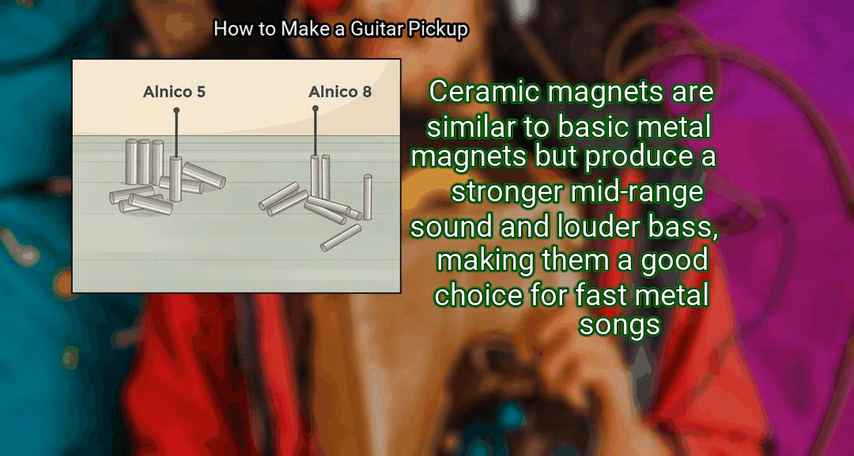 How to Make a Guitar Pickup
Alnico 5
Alnico 8
Ceramic magnets are
similar to basic metal
magnets but produce a
stronger mid-range
sound and louder bass,
making them a good
choice for fast metal
songs